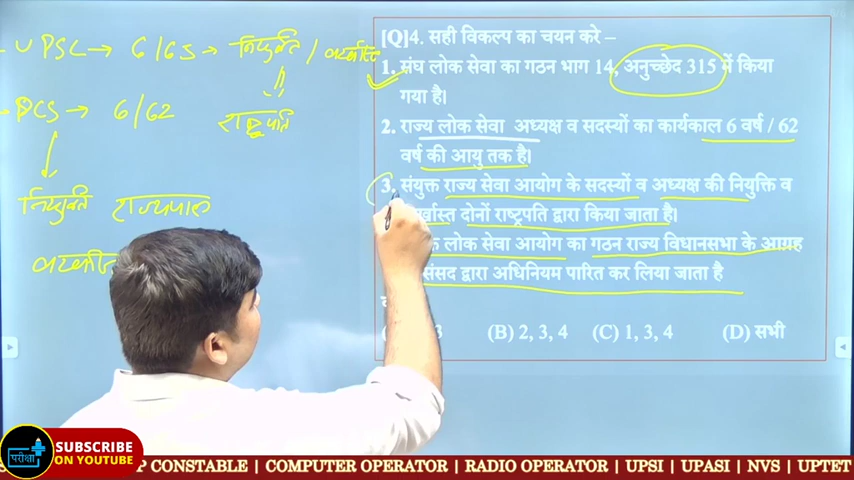 UPSC → 6/65 → नियुक्ति / बरखास्त
राष्ट्रपति
PCS → 6/62
नियुक्ति राज्यपाल
[Q]4. सही विकल्प का चयन करे –
1. संघ लोक सेवा का गठन भाग 14, अनुच्छेद 315 में किया
गया है।
2. राज्य लोक सेवा अध्यक्ष व सदस्यों का कार्यकाल 6 वर्ष / 62
वर्ष की आयु तक है।
3. संयुक्त राज्य सेवा आयोग के सदस्यों व अध्यक्ष की नियुक्ति व
दोनों राष्ट्रपति द्वारा किया जाता है।
लोक सेवा आयोग का गठन राज्य विधानसभा के आग्रह
संसद द्वारा अधिनियम पारित कर लिया जाता है
3 (B) 2, 3, 4 (C) 1, 3, 4 (D) सभी
परीक्षा
SUBSCRIBE
ON YOUTUBE
P CONSTABLE | COMPUTER OPERATOR | RADIO OPERATOR | UPSI | UPASI | NVS | UPTET